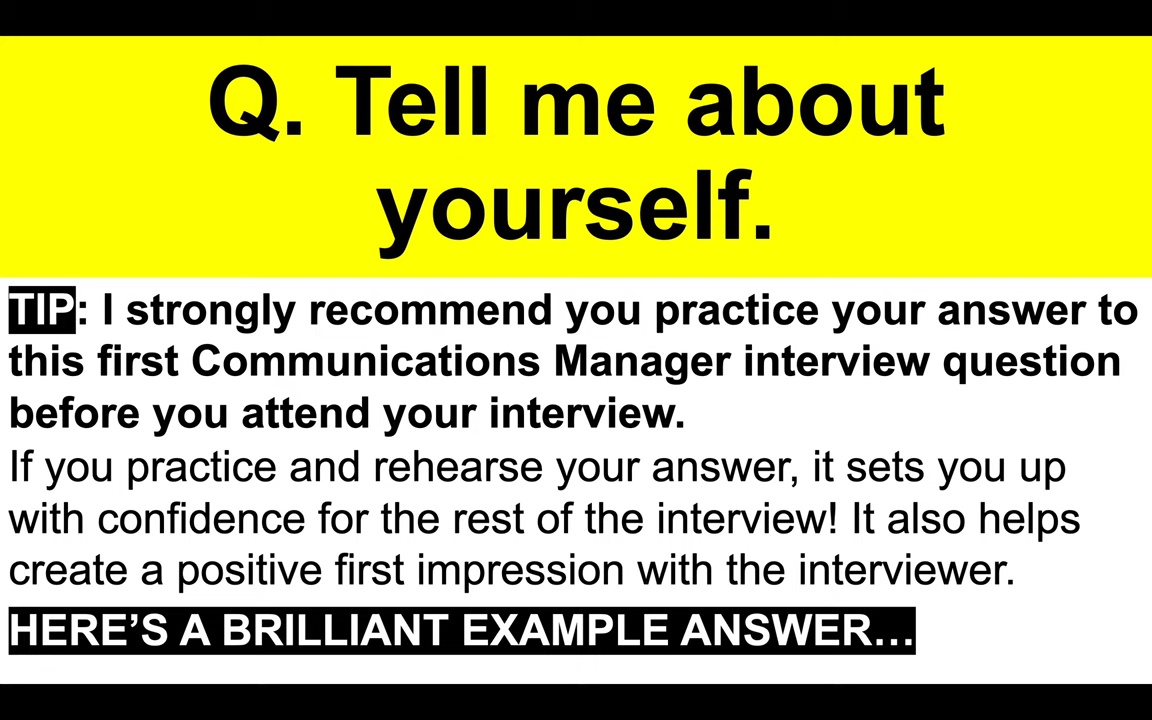 Q. Tell me about
yourself.
TIP: I strongly recommend you practice your answer to
this first Communications Manager interview question
before you attend your interview.
If you practice and rehearse your answer, it sets you up
with confidence for the rest of the interview! It also helps
create a positive first impression with the interviewer.
HERE’S A BRILLIANT EXAMPLE ANSWER…